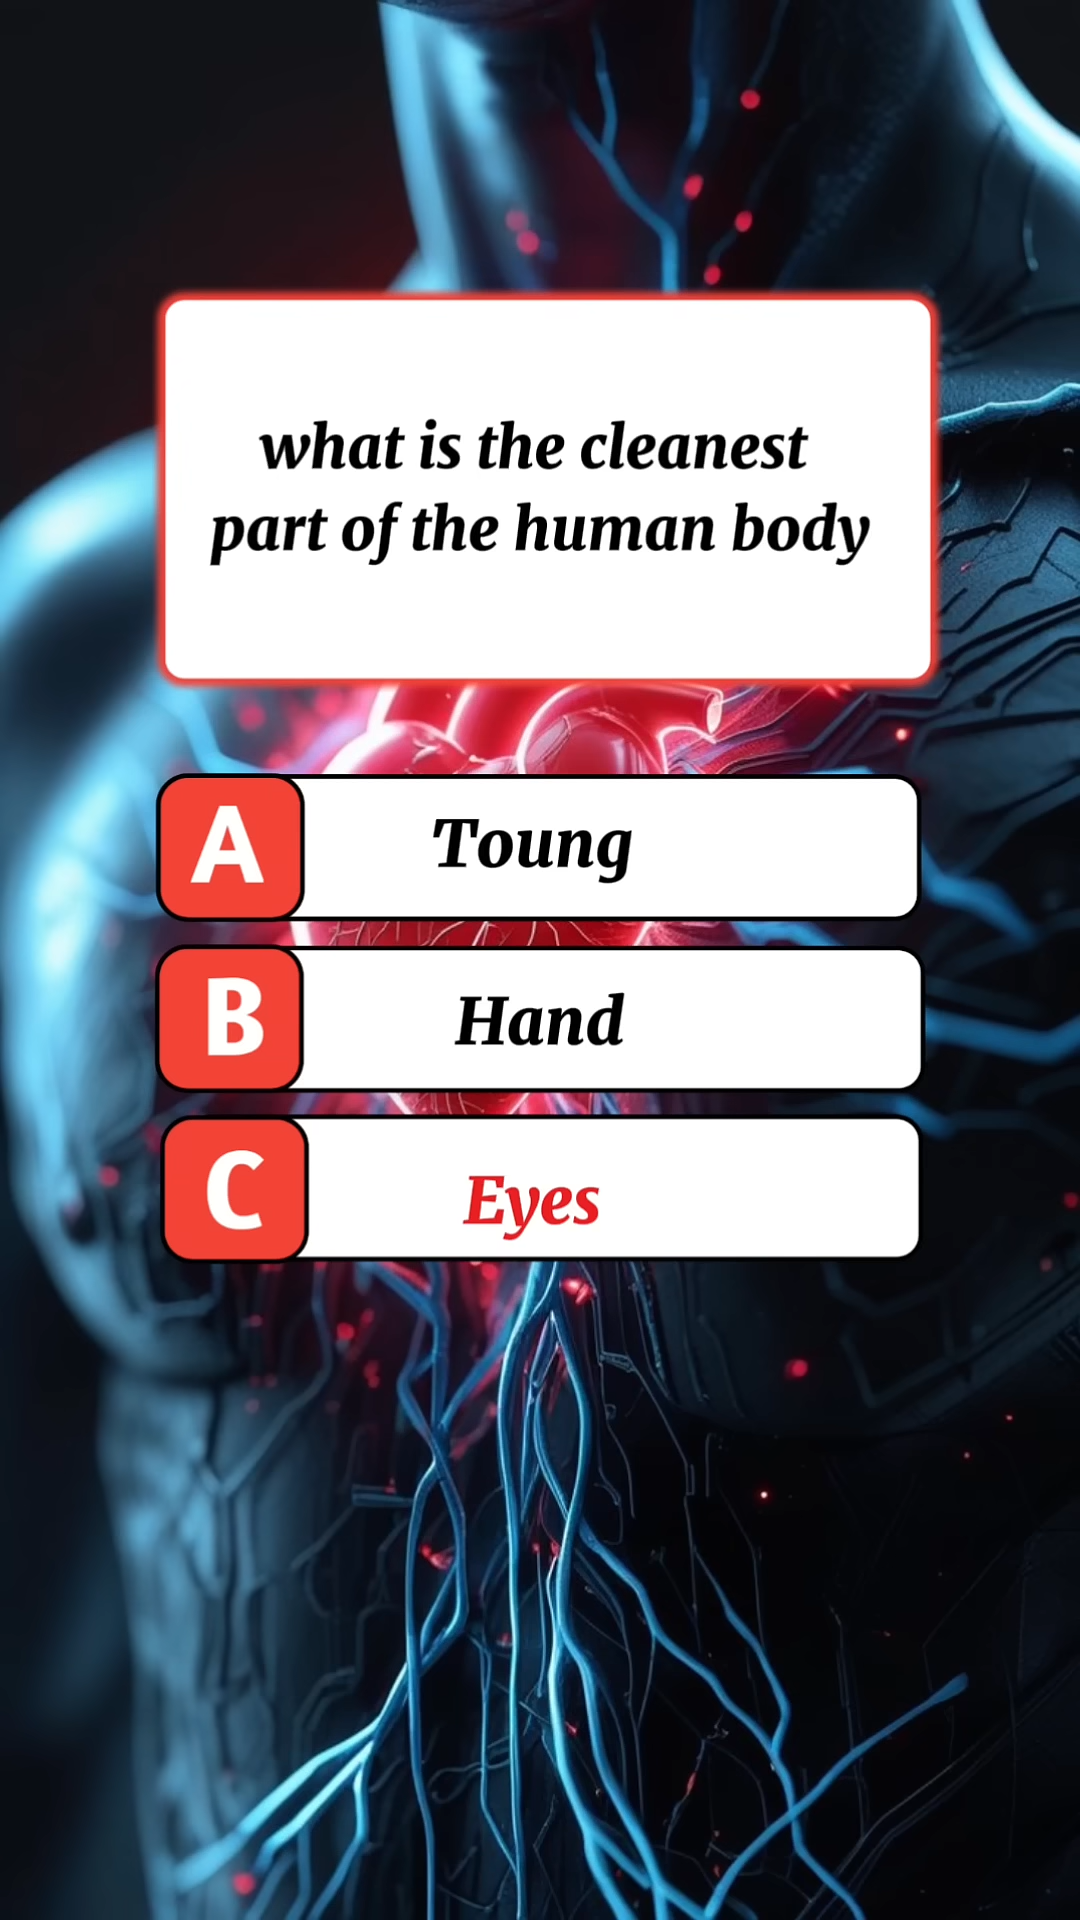 what is the cleanest
part of the human body
A
Toung
B
Hand
C
Eyes